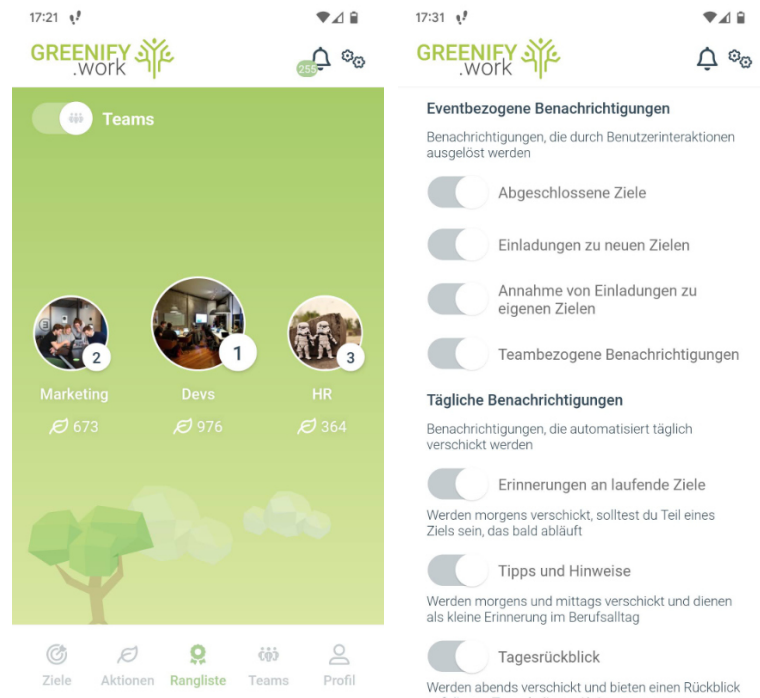 17:21
GREENIFY
.work
255
Teams
2
1
3
Marketing
Devs
HR
673
976
364
Ziele
Aktionen
Rangliste
Teams
Profil
17:31
GREENIFY
.work
Eventbezogene Benachrichtigungen
Benachrichtigungen, die durch Benutzerinteraktionen
ausgelöst werden
Abgeschlossene Ziele
Einladungen zu neuen Zielen
Annahme von Einladungen zu
eigenen Zielen
Teambezogene Benachrichtigungen
Tägliche Benachrichtigungen
Benachrichtigungen, die automatisiert täglich
verschickt werden
Erinnerungen an laufende Ziele
Werden morgens verschickt, solltest du Teil eines
Ziels sein, das bald abläuft
Tipps und Hinweise
Werden morgens und mittags verschickt und dienen
als kleine Erinnerung im Berufsalltag
Tagesrückblick
Werden abends verschickt und bieten einen Rückblick